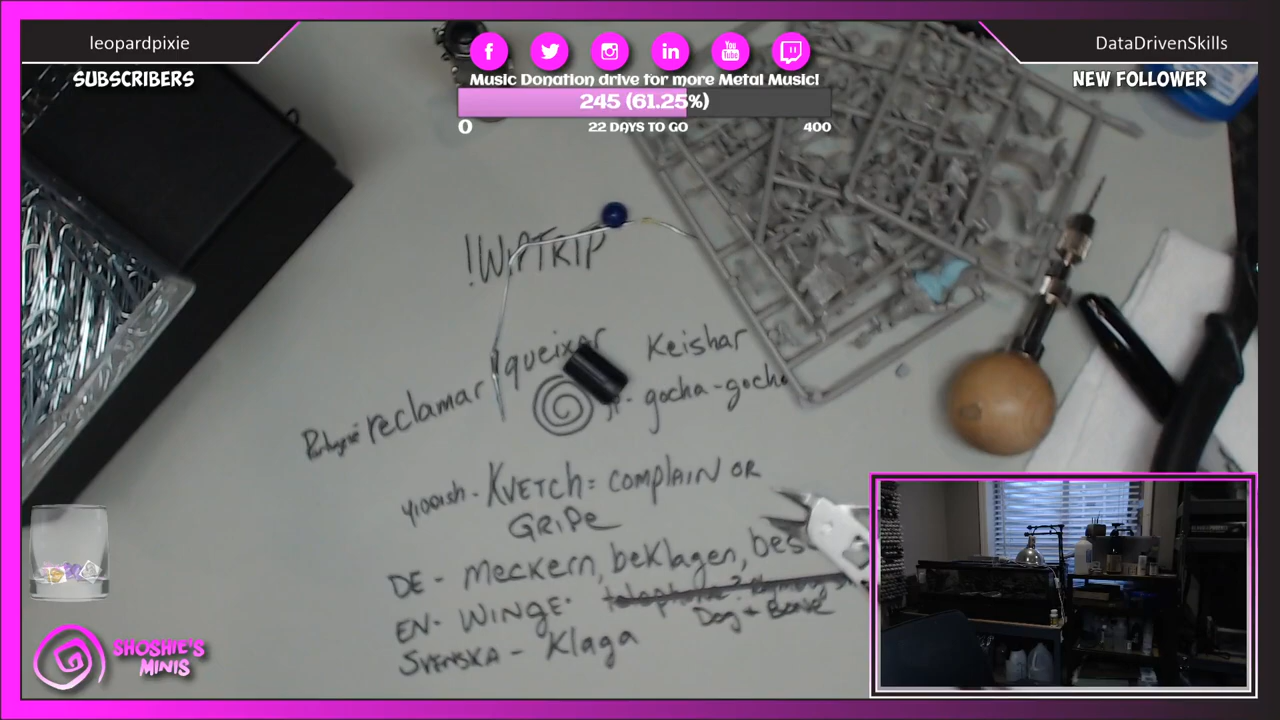 leopardpixie
SUBSCRIBERS
DataDrivenSkills
NEW FOLLOWER
Music Donation drive for more Metal Music!
245 (61.25%)
0
22 DAYS TO GO
400
queixar
Keishar
reclamar
gocha-gocha
Yiddish - KVETCH = COMPLAIN OR
GRIPE
DE - Meckern, beklagen,
EN - WINGE
Dog + Bone
SVENSKA - Klaga
SHOSHIE'S
MINIS